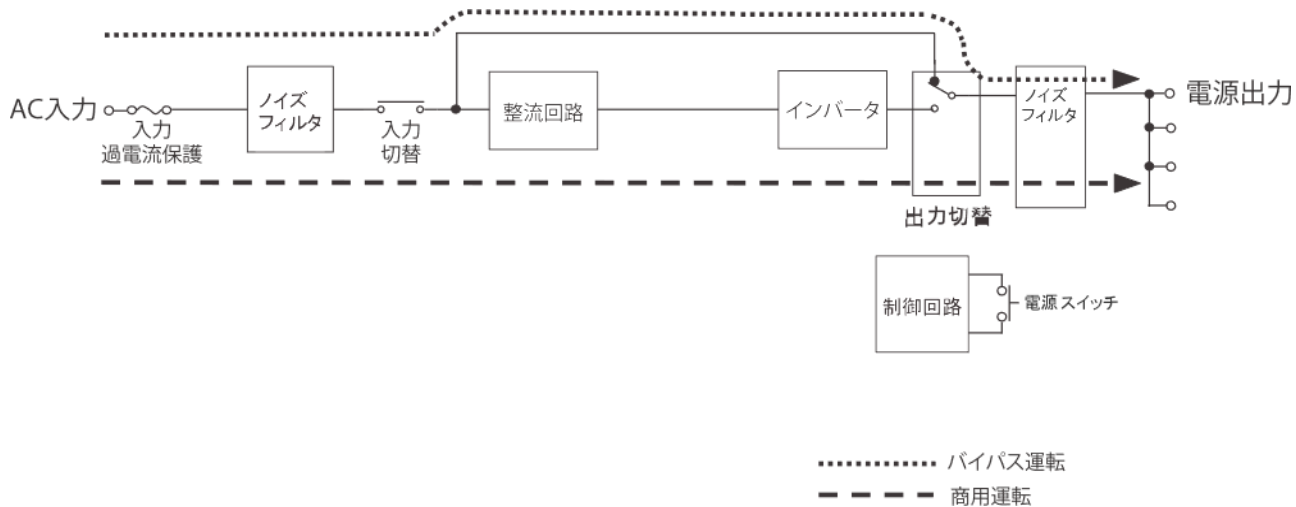 AC入力
入力
過電流保護
ノイズ
フィルタ
入力
切替
整流回路
インバータ
出力切替
ノイズ
フィルタ
電源出力
制御回路
電源スイッチ
バイパス運転
商用運転